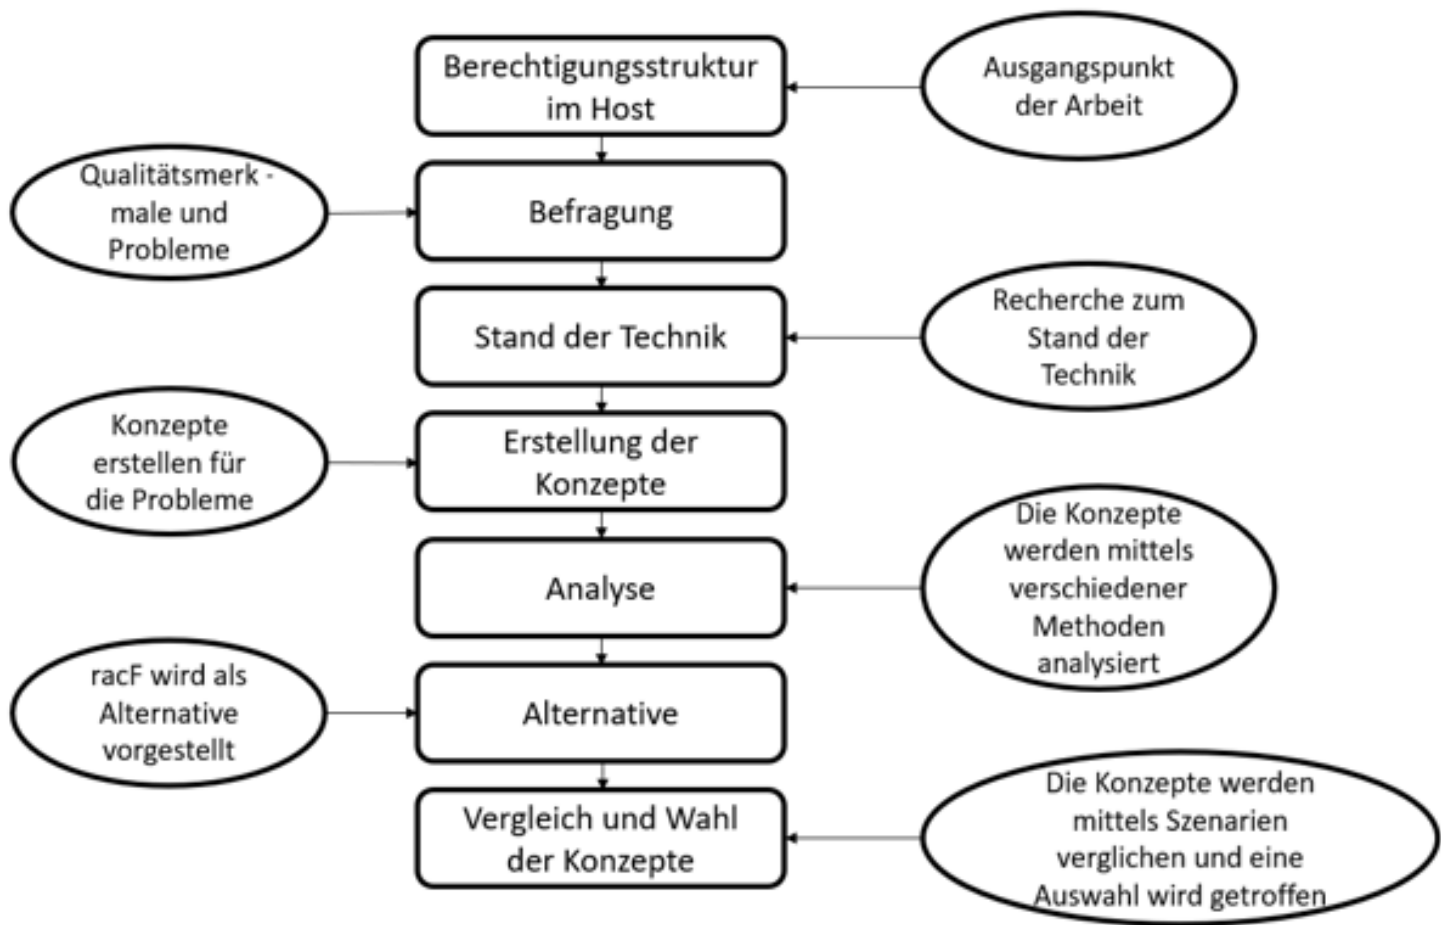 Berechtigungsstruktur
im Host
Ausgangspunkt
der Arbeit
Qualitätsmerk -
male und
Probleme
Befragung
Stand der Technik
Recherche zum
Stand der
Technik
Konzepte
erstellen für
die Probleme
Erstellung der
Konzepte
Analyse
Die Konzepte
werden mittels
verschiedener
Methoden
analysiert
racF wird als
Alternative
vorgestellt
Alternative
Vergleich und Wahl
der Konzepte
Die Konzepte werden
mittels Szenarien
verglichen und eine
Auswahl wird getroffen